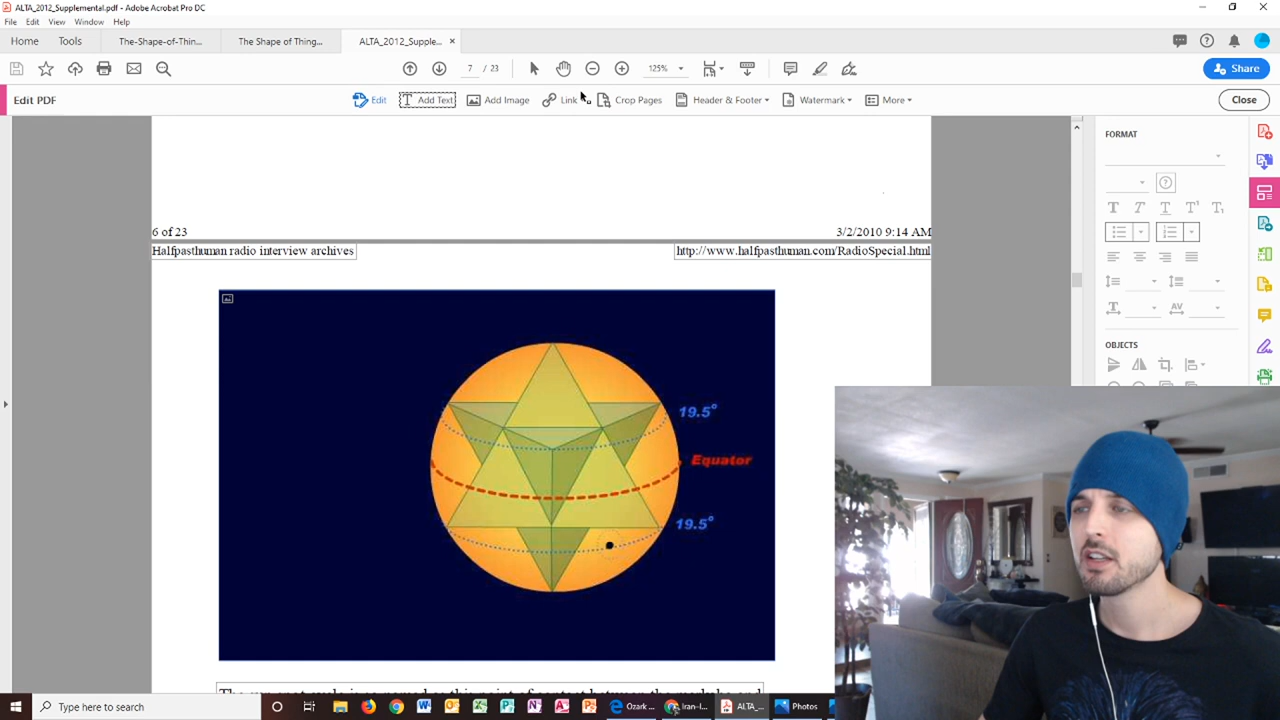 ALTA_2012_Supplemental.pdf - Adobe Acrobat Pro DC
File Edit View Window Help
Home Tools The-Shape-of-Thin... The Shape of Thing... ALTA_2012_Supple... ×
7 / 23 125% Share
Edit PDF Edit Add Text Add Image Link Crop Pages Header & Footer Watermark More Close
FORMAT
6 of 23 3/2/2010 9:14 AM
Halfpasthuman radio interview archives http://www.halfpasthuman.com/RadioSpecial.html
OBJECTS
19.5°
Equator
19.5°
Type here to search Ozark ... Iran-I... ALTA_... Photos